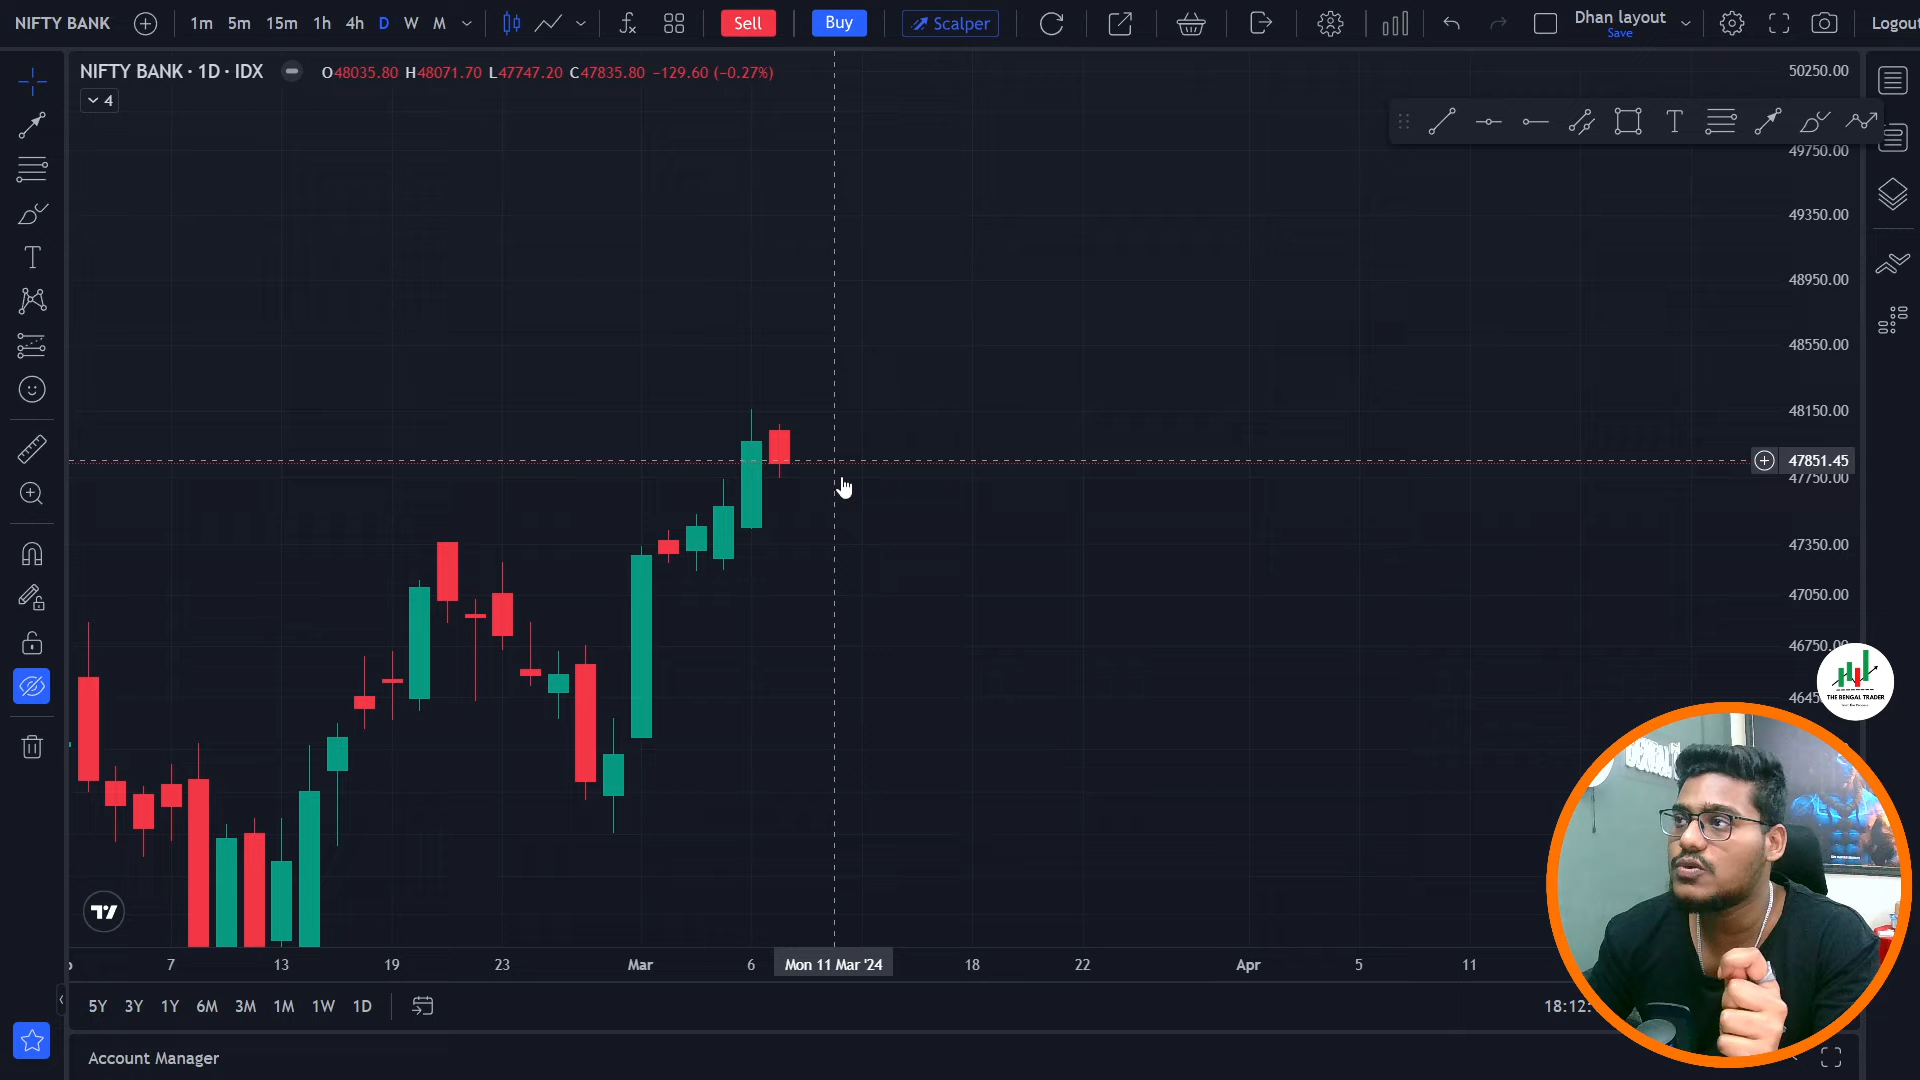 NIFTY BANK 1m 5m 15m 1h 4h D W M Sell Buy Scalper Dhan layout Logout
Save
NIFTY BANK · 1D · IDX O48035.80 H48071.70 L47747.20 C47835.80 −129.60 (−0.27%)
4
50250.00
49750.00
49350.00
48950.00
48550.00
48150.00
47851.45
47750.00
47350.00
47050.00
46750.00
THE BENGAL TRADER
7 13 19 23 Mar 6 Mon 11 Mar '24 18 22 Apr 5 11
5Y 3Y 1Y 6M 3M 1M 1W 1D 18:12:
Account Manager